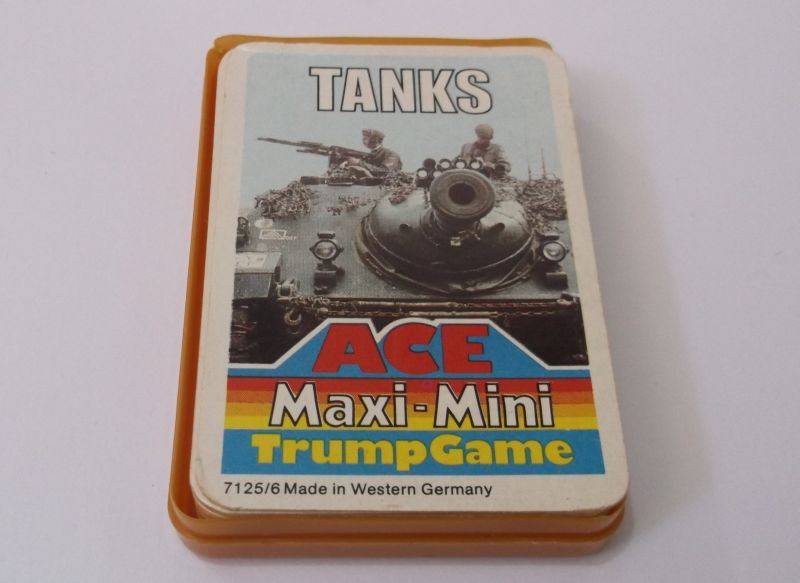 TANKS
ACE
Maxi-Mini
TrumpGame
7125/6 Made in Western Germany